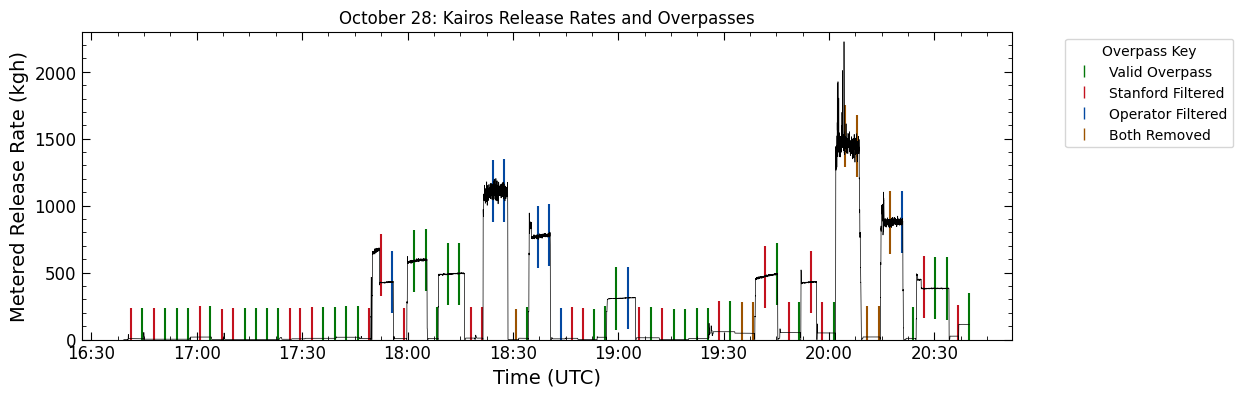 October 28: Kairos Release Rates and Overpasses
Metered Release Rate (kgh)
2000
1500
1000
500
0
16:30 17:00 17:30 18:00 18:30 19:00 19:30 20:00 20:30
Time (UTC)
Overpass Key
Valid Overpass
Stanford Filtered
Operator Filtered
Both Removed